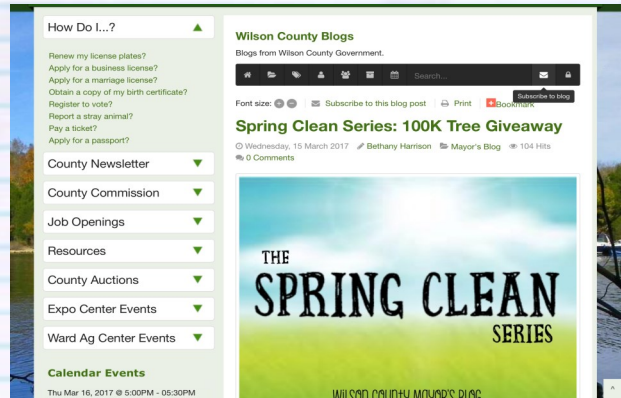 How Do I...?
Renew my license plates?
Apply for a business license?
Apply for a marriage license?
Obtain a copy of my birth certificate?
Register to vote?
Report a stray animal?
Pay a ticket?
Apply for a passport?
County Newsletter
County Commission
Job Openings
Resources
County Auctions
Expo Center Events
Ward Ag Center Events
Calendar Events
Thu Mar 16, 2017 @ 5:00PM - 05:30PM
Wilson County Blogs
Blogs from Wilson County Government.
Search...
Subscribe to blog
Font size: Subscribe to this blog post Print Bookmark
Spring Clean Series: 100K Tree Giveaway
Wednesday, 15 March 2017 Bethany Harrison Mayor's Blog 104 Hits
0 Comments
THE
SPRING CLEAN
SERIES
WILSON COUNTY MAYOR'S BLOG